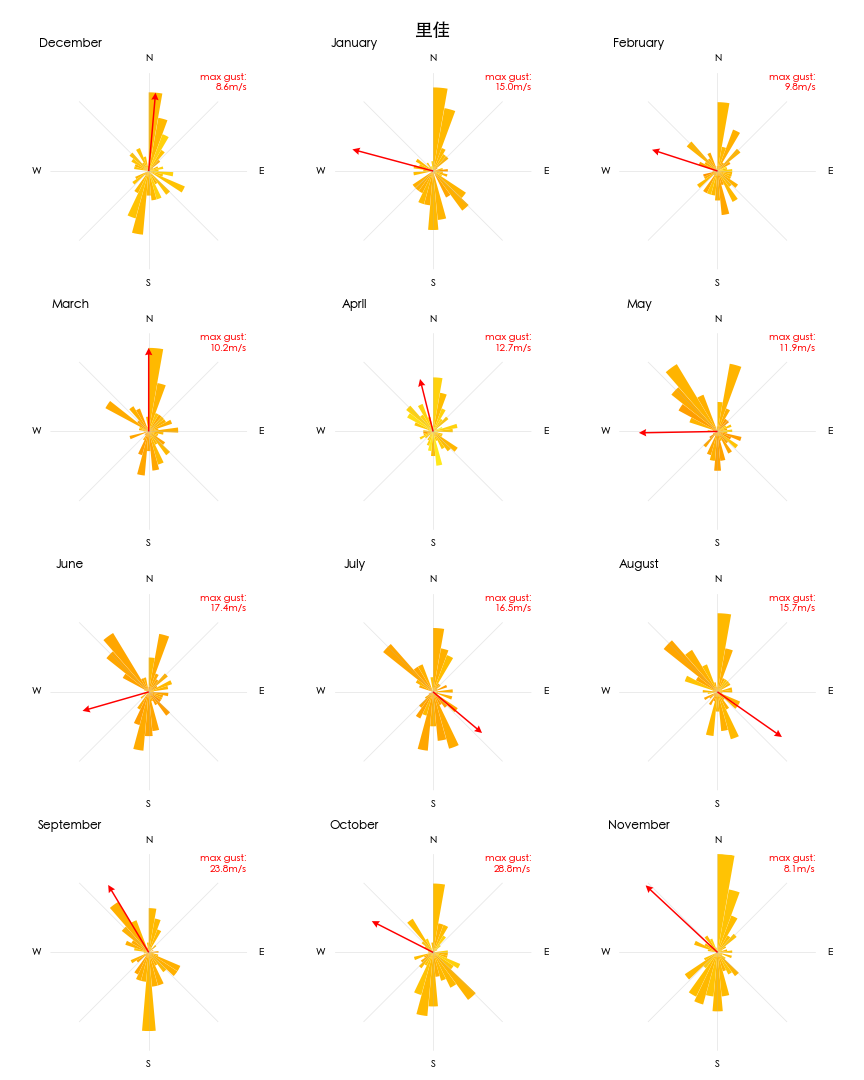 里佳
December
N
max gust:
8.6m/s
W
E
S
January
N
max gust:
15.0m/s
W
E
S
February
N
max gust:
9.8m/s
W
E
S
March
N
max gust:
10.2m/s
W
E
S
April
N
max gust:
12.7m/s
W
E
S
May
N
max gust:
11.9m/s
W
E
S
June
N
max gust:
17.4m/s
W
E
S
July
N
max gust:
16.5m/s
W
E
S
August
N
max gust:
15.7m/s
W
E
S
September
N
max gust:
23.8m/s
W
E
S
October
N
max gust:
28.8m/s
W
E
S
November
N
max gust:
8.1m/s
W
E
S